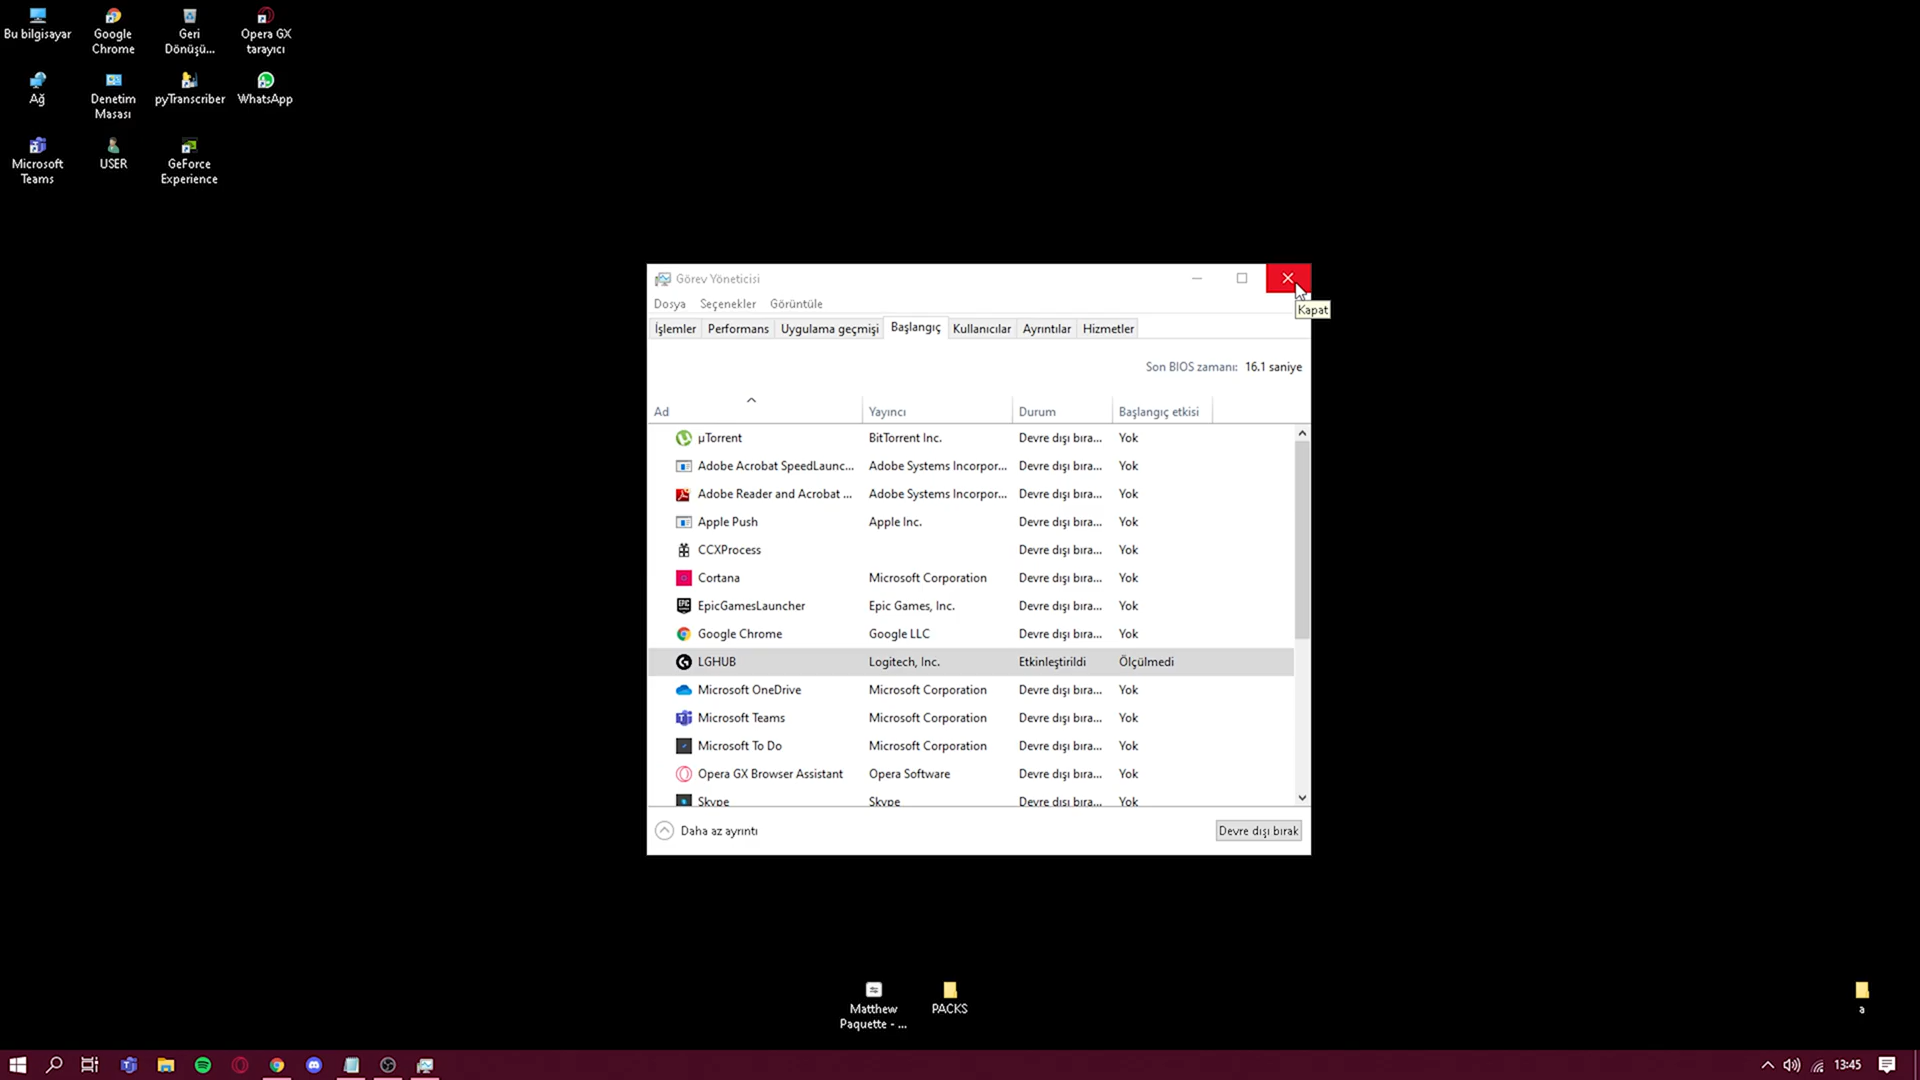 Bu bilgisayar
Google
Chrome
Geri
Dönüşü...
Opera GX
tarayıcı
Ağ
Denetim
Masası
pyTranscriber
WhatsApp
Microsoft
Teams
USER
GeForce
Experience
Görev Yöneticisi
Kapat
Dosya Seçenekler Görüntüle
İşlemler Performans Uygulama geçmişi Başlangıç Kullanıcılar Ayrıntılar Hizmetler
Son BIOS zamanı: 16.1 saniye
Ad Yayıncı Durum Başlangıç etkisi
µTorrent BitTorrent Inc. Devre dışı bıra... Yok
Adobe Acrobat SpeedLaunc... Adobe Systems Incorpor... Devre dışı bıra... Yok
Adobe Reader and Acrobat ... Adobe Systems Incorpor... Devre dışı bıra... Yok
Apple Push Apple Inc. Devre dışı bıra... Yok
CCXProcess Devre dışı bıra... Yok
Cortana Microsoft Corporation Devre dışı bıra... Yok
EpicGamesLauncher Epic Games, Inc. Devre dışı bıra... Yok
Google Chrome Google LLC Devre dışı bıra... Yok
LGHUB Logitech, Inc. Etkinleştirildi Ölçülmedi
Microsoft OneDrive Microsoft Corporation Devre dışı bıra... Yok
Microsoft Teams Microsoft Corporation Devre dışı bıra... Yok
Microsoft To Do Microsoft Corporation Devre dışı bıra... Yok
Opera GX Browser Assistant Opera Software Devre dışı bıra... Yok
Skype Skype Devre dışı bıra... Yok
Daha az ayrıntı Devre dışı bırak
Matthew
Paquette - ...
PACKS
a
13:45